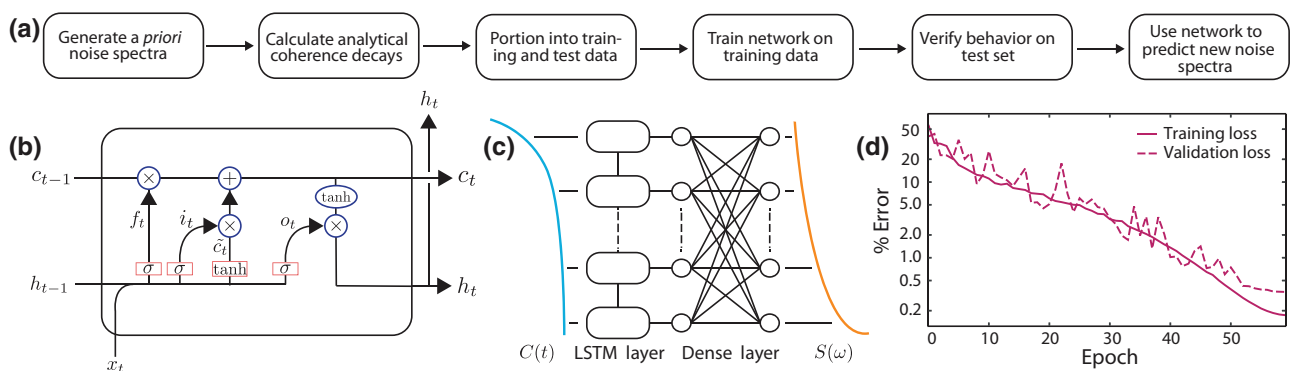 (a)
Generate a priori
noise spectra
Calculate analytical
coherence decays
Portion into train-
ing and test data
Train network on
training data
Verify behavior on
test set
Use network to
predict new noise
spectra
(b)
h_t
c_{t−1}
×
+
c_t
tanh
f_t
i_t
×
o_t
×
c̃_t
σ
σ
tanh
σ
h_{t−1}
h_t
x_t
(c)
C(t)
LSTM layer
Dense layer
S(ω)
(d)
% Error
50
20
10
5.0
2.0
1.0
0.5
0.2
Training loss
Validation loss
0 10 20 30 40 50
Epoch